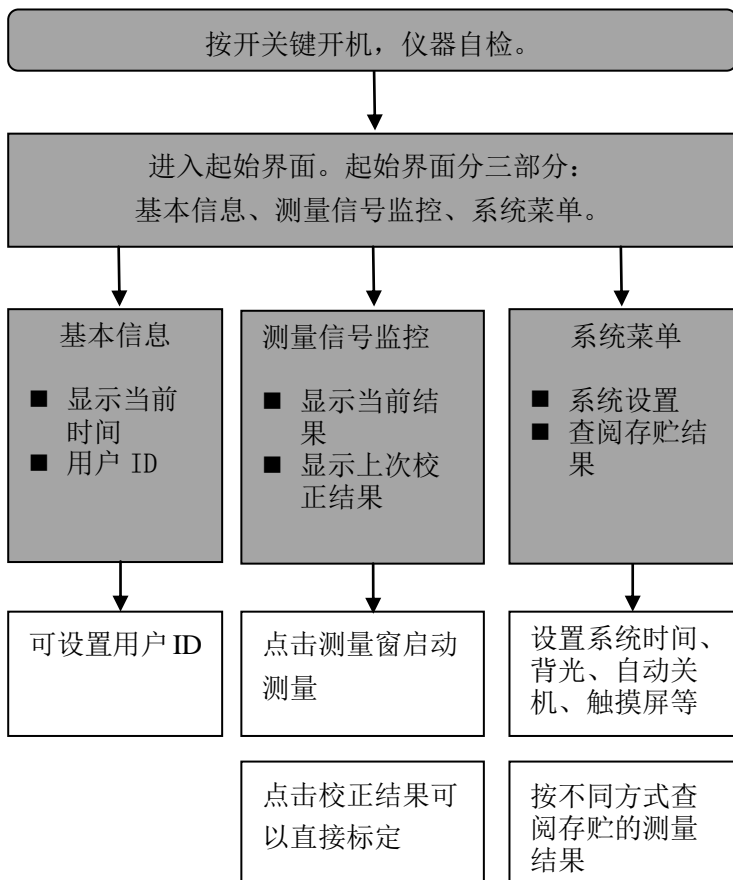 按开关键开机，仪器自检。
进入起始界面。起始界面分三部分：
基本信息、测量信号监控、系统菜单。
基本信息
■ 显示当前
时间
■ 用户 ID
测量信号监控
■ 显示当前结
果
■ 显示上次校
正结果
系统菜单
■ 系统设置
■ 查阅存贮结
果
可设置用户 ID
点击测量窗启动
测量
设置系统时间、
背光、自动关
机、触摸屏等
点击校正结果可
以直接标定
按不同方式查
阅存贮的测量
结果